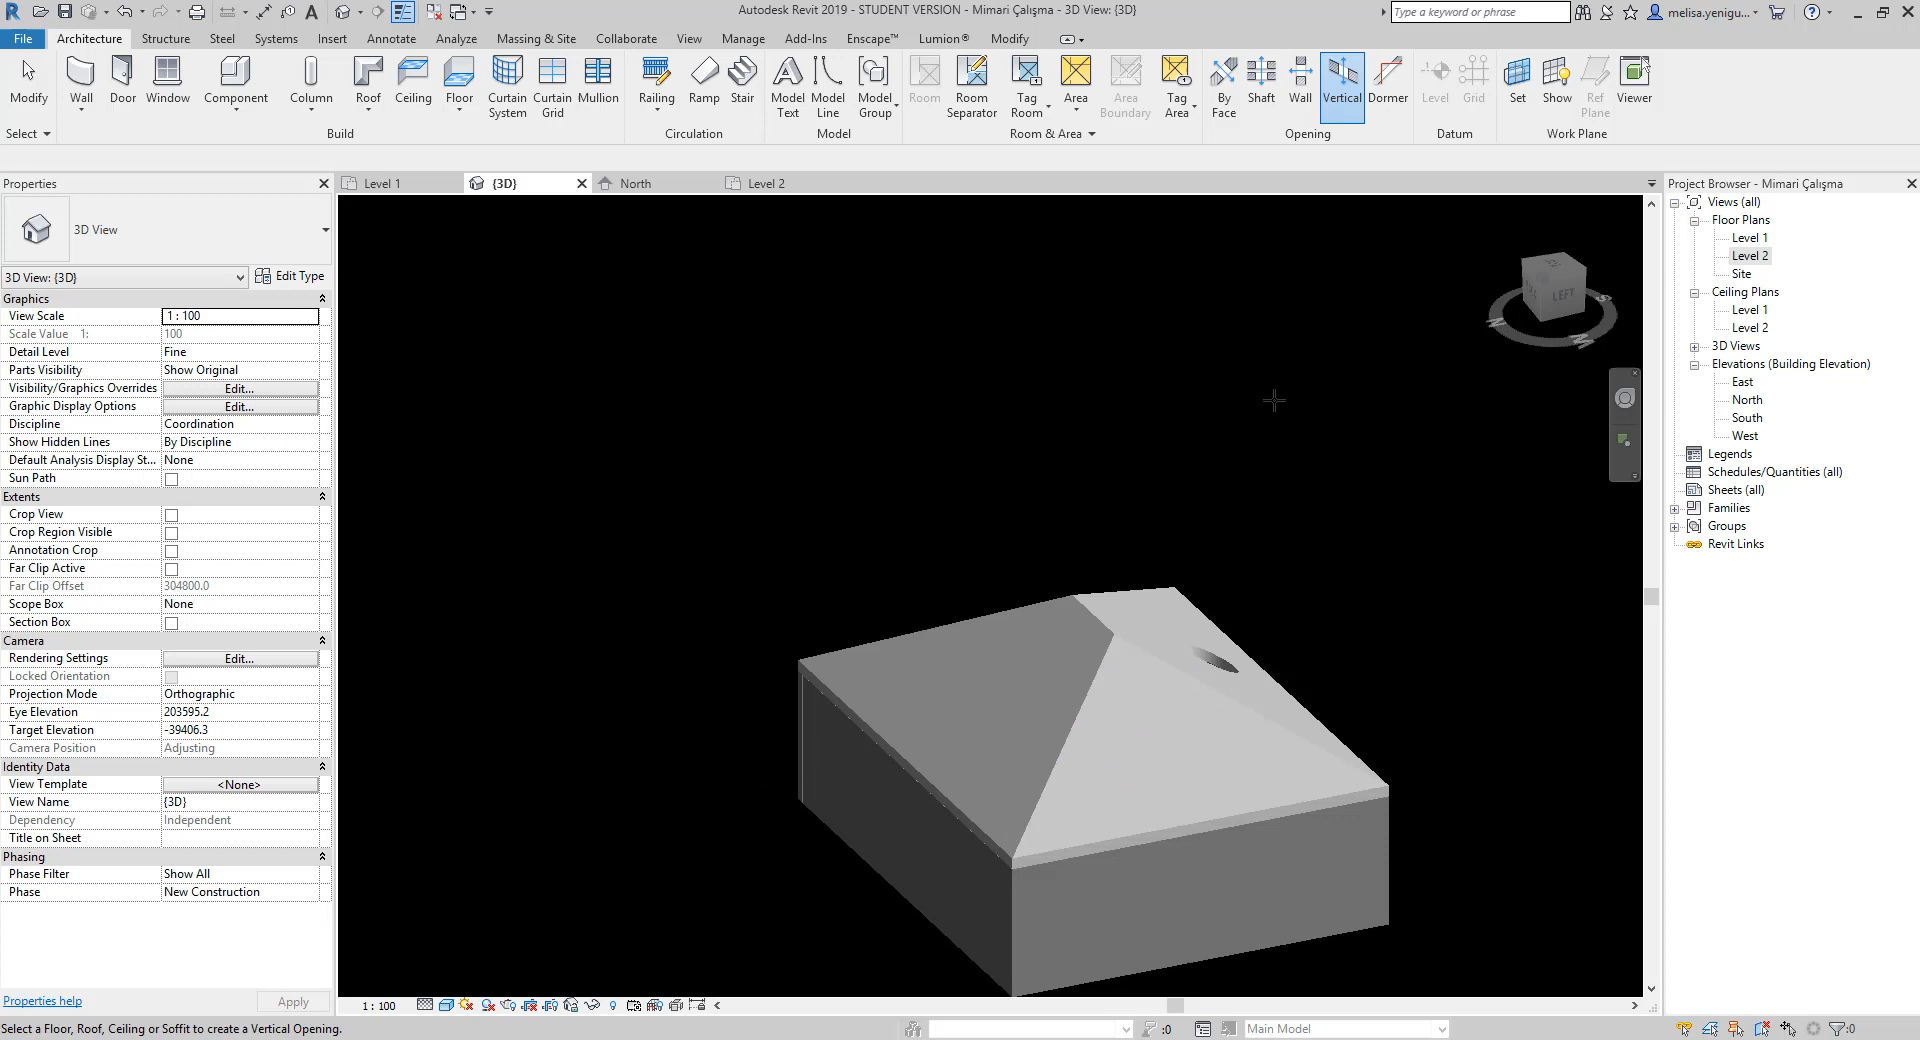 Autodesk Revit 2019 - STUDENT VERSION - Mimari Çalışma - 3D View: {3D}
Type a keyword or phrase
melisa.yenigu...
File Architecture Structure Steel Systems Insert Annotate Analyze Massing & Site Collaborate View Manage Add-Ins Enscape™ Lumion® Modify
Modify Wall Door Window Component Column Roof Ceiling Floor Curtain System Curtain Grid Mullion Railing Ramp Stair Model Text Model Line Model Group Room Room Separator Tag Room Area Area Boundary Tag Area By Face Shaft Wall Vertical Dormer Level Grid Set Show Ref Plane Viewer
Select Build Circulation Model Room & Area Opening Datum Work Plane
Properties
Level 1 {3D} North Level 2
3D View
3D View: {3D} Edit Type
Graphics
View Scale 1 : 100
Scale Value 1: 100
Detail Level Fine
Parts Visibility Show Original
Visibility/Graphics Overrides Edit...
Graphic Display Options Edit...
Discipline Coordination
Show Hidden Lines By Discipline
Default Analysis Display St... None
Sun Path
Extents
Crop View
Crop Region Visible
Annotation Crop
Far Clip Active
Far Clip Offset 304800.0
Scope Box None
Section Box
Camera
Rendering Settings Edit...
Locked Orientation
Projection Mode Orthographic
Eye Elevation 203595.2
Target Elevation -39406.3
Camera Position Adjusting
Identity Data
View Template <None>
View Name {3D}
Dependency Independent
Title on Sheet
Phasing
Phase Filter Show All
Phase New Construction
Properties help Apply
LEFT
N
S
Project Browser - Mimari Çalışma
Views (all)
Floor Plans
Level 1
Level 2
Site
Ceiling Plans
Level 1
Level 2
3D Views
Elevations (Building Elevation)
East
North
South
West
Legends
Schedules/Quantities (all)
Sheets (all)
Families
Groups
Revit Links
1 : 100
Select a Floor, Roof, Ceiling or Soffit to create a Vertical Opening.
:0
Main Model
:0